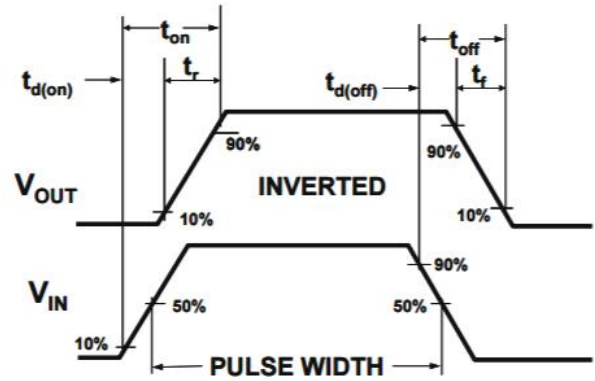 t_on
t_off
t_d(on)
t_r
t_d(off)
t_f
90%
90%
V_OUT
INVERTED
10%
10%
90%
V_IN
50%
50%
10%
PULSE WIDTH